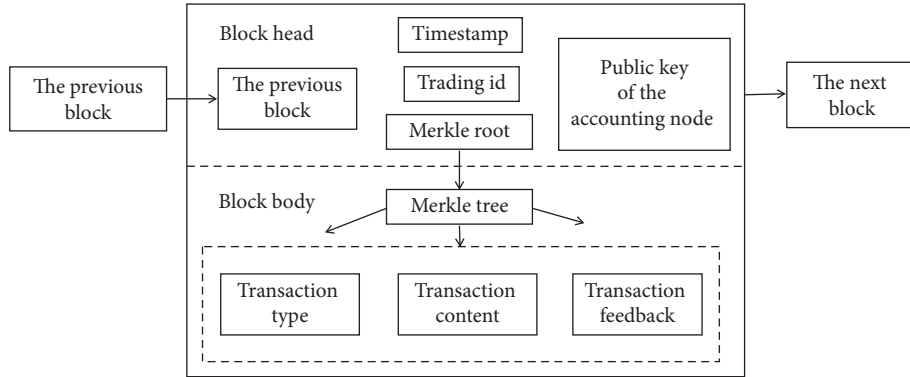 Block head
Timestamp
The previous
block
The previous
block
Trading id
Public key
of the
accounting node
The next
block
Merkle root
Block body
Merkle tree
Transaction
type
Transaction
content
Transaction
feedback